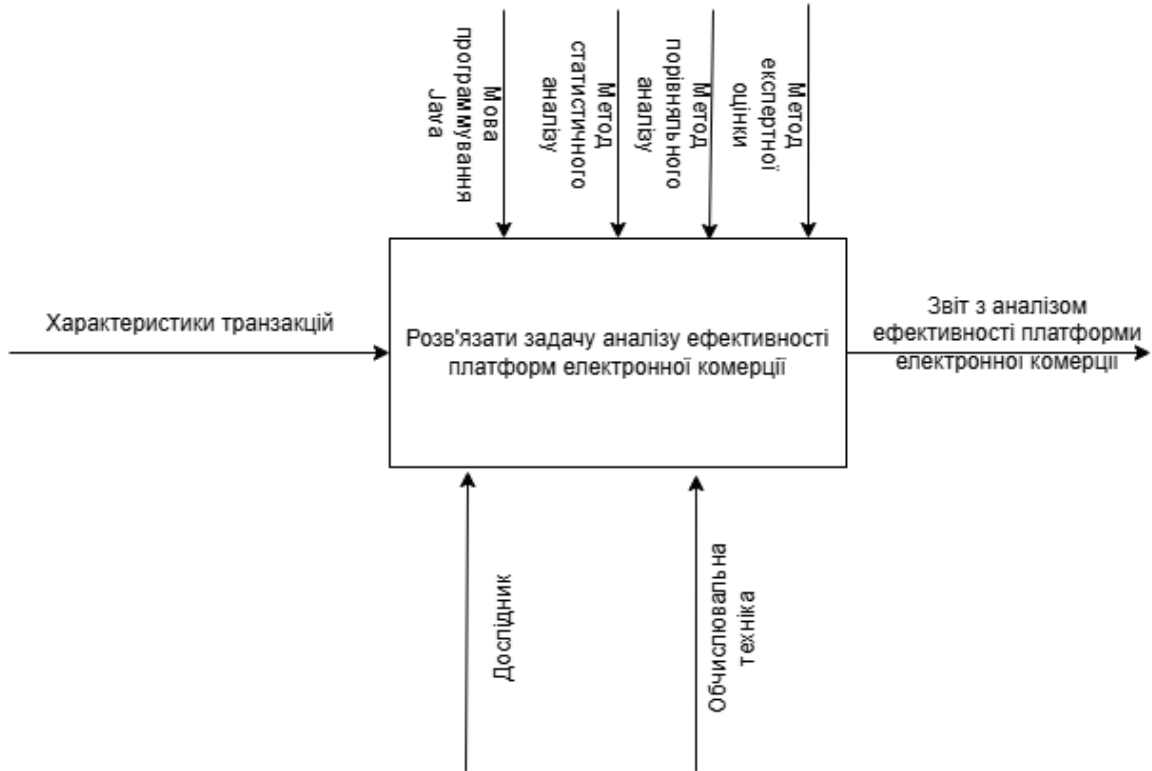 Мова
программування
Java
Метод
статистичного
аналізу
Метод
порівняльного
аналізу
Метод
експертної
оцінки
Характеристики транзакцій
Розв'язати задачу аналізу ефективності
платформ електронної комерції
Звіт з аналізом
ефективності платформи
електронної комерції
Дослідник
Обчислювальна
техніка